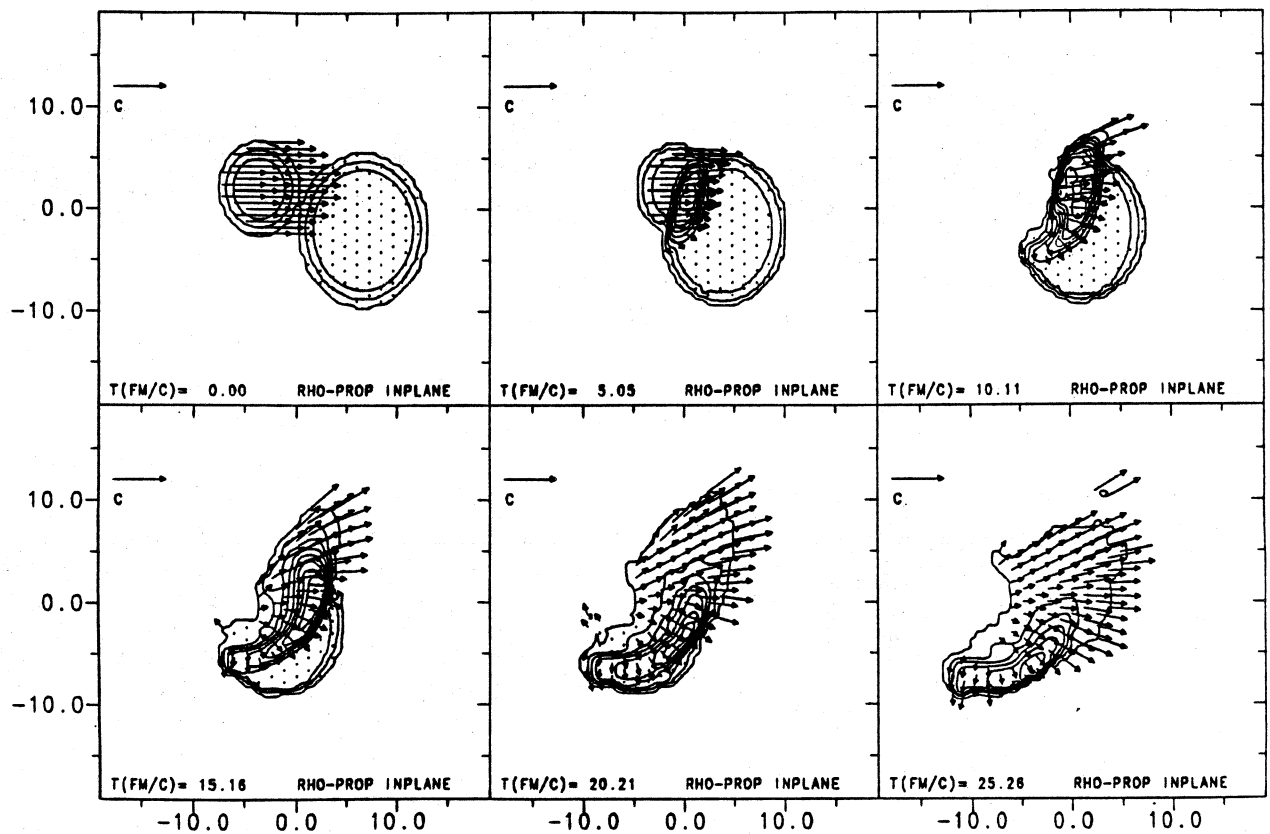 C
C
C
10.0
0.0
-10.0
T(FM/C)= 0.00 RHO-PROP INPLANE
T(FM/C)= 5.05 RHO-PROP INPLANE
T(FM/C)= 10.11 RHO-PROP INPLANE
C
C
C
10.0
0.0
-10.0
T(FM/C)= 15.16 RHO-PROP INPLANE
T(FM/C)= 20.21 RHO-PROP INPLANE
T(FM/C)= 25.26 RHO-PROP INPLANE
-10.0 0.0 10.0 -10.0 0.0 10.0 -10.0 0.0 10.0